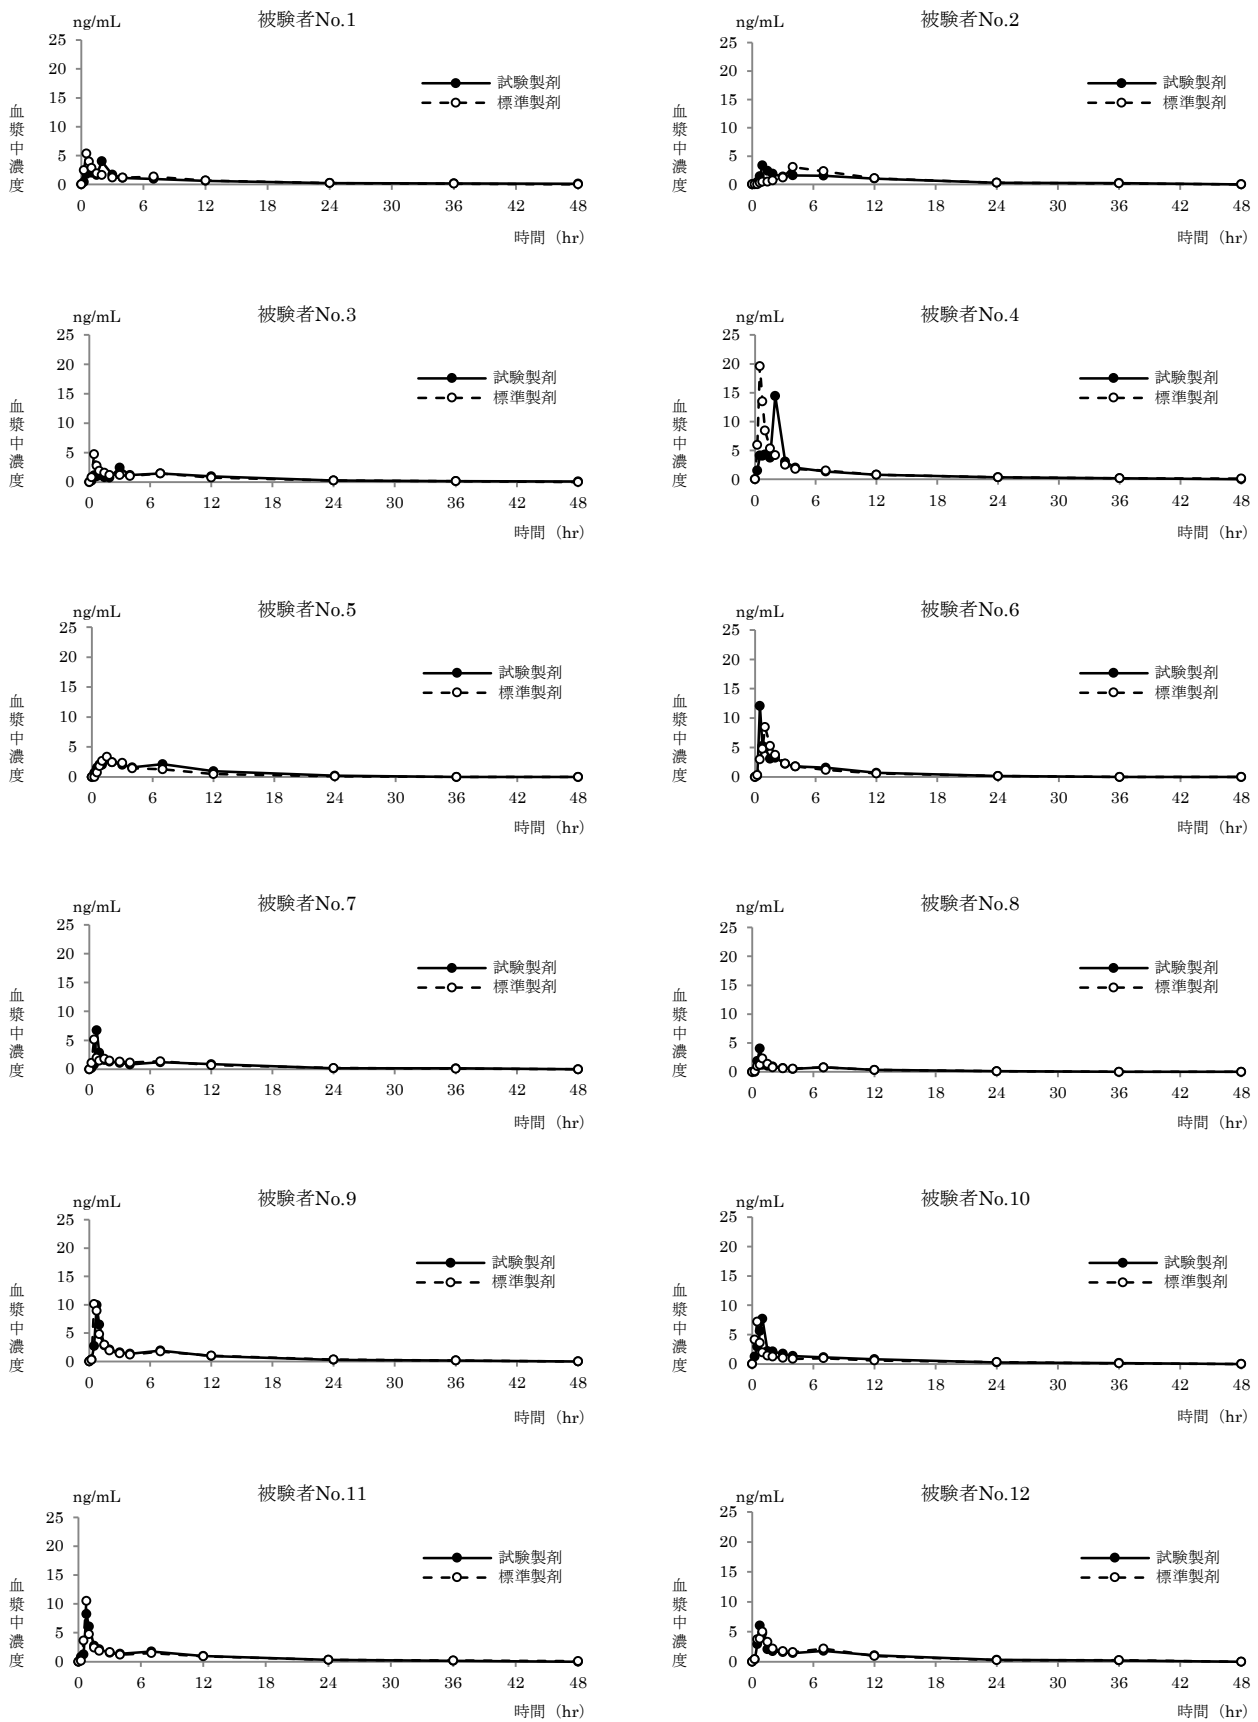 ng/mL
被験者No.1
25
20
15
10
5
0
血漿中濃度
試験製剤
標準製剤
0 6 12 18 24 30 36 42 48
時間 (hr)
ng/mL
被験者No.2
25
20
15
10
5
0
血漿中濃度
試験製剤
標準製剤
0 6 12 18 24 30 36 42 48
時間 (hr)
ng/mL
被験者No.3
25
20
15
10
5
0
血漿中濃度
試験製剤
標準製剤
0 6 12 18 24 30 36 42 48
時間 (hr)
ng/mL
被験者No.4
25
20
15
10
5
0
血漿中濃度
試験製剤
標準製剤
0 6 12 18 24 30 36 42 48
時間 (hr)
ng/mL
被験者No.5
25
20
15
10
5
0
血漿中濃度
試験製剤
標準製剤
0 6 12 18 24 30 36 42 48
時間 (hr)
ng/mL
被験者No.6
25
20
15
10
5
0
血漿中濃度
試験製剤
標準製剤
0 6 12 18 24 30 36 42 48
時間 (hr)
ng/mL
被験者No.7
25
20
15
10
5
0
血漿中濃度
試験製剤
標準製剤
0 6 12 18 24 30 36 42 48
時間 (hr)
ng/mL
被験者No.8
25
20
15
10
5
0
血漿中濃度
試験製剤
標準製剤
0 6 12 18 24 30 36 42 48
時間 (hr)
ng/mL
被験者No.9
25
20
15
10
5
0
血漿中濃度
試験製剤
標準製剤
0 6 12 18 24 30 36 42 48
時間 (hr)
ng/mL
被験者No.10
25
20
15
10
5
0
血漿中濃度
試験製剤
標準製剤
0 6 12 18 24 30 36 42 48
時間 (hr)
ng/mL
被験者No.11
25
20
15
10
5
0
血漿中濃度
試験製剤
標準製剤
0 6 12 18 24 30 36 42 48
時間 (hr)
ng/mL
被験者No.12
25
20
15
10
5
0
血漿中濃度
試験製剤
標準製剤
0 6 12 18 24 30 36 42 48
時間 (hr)